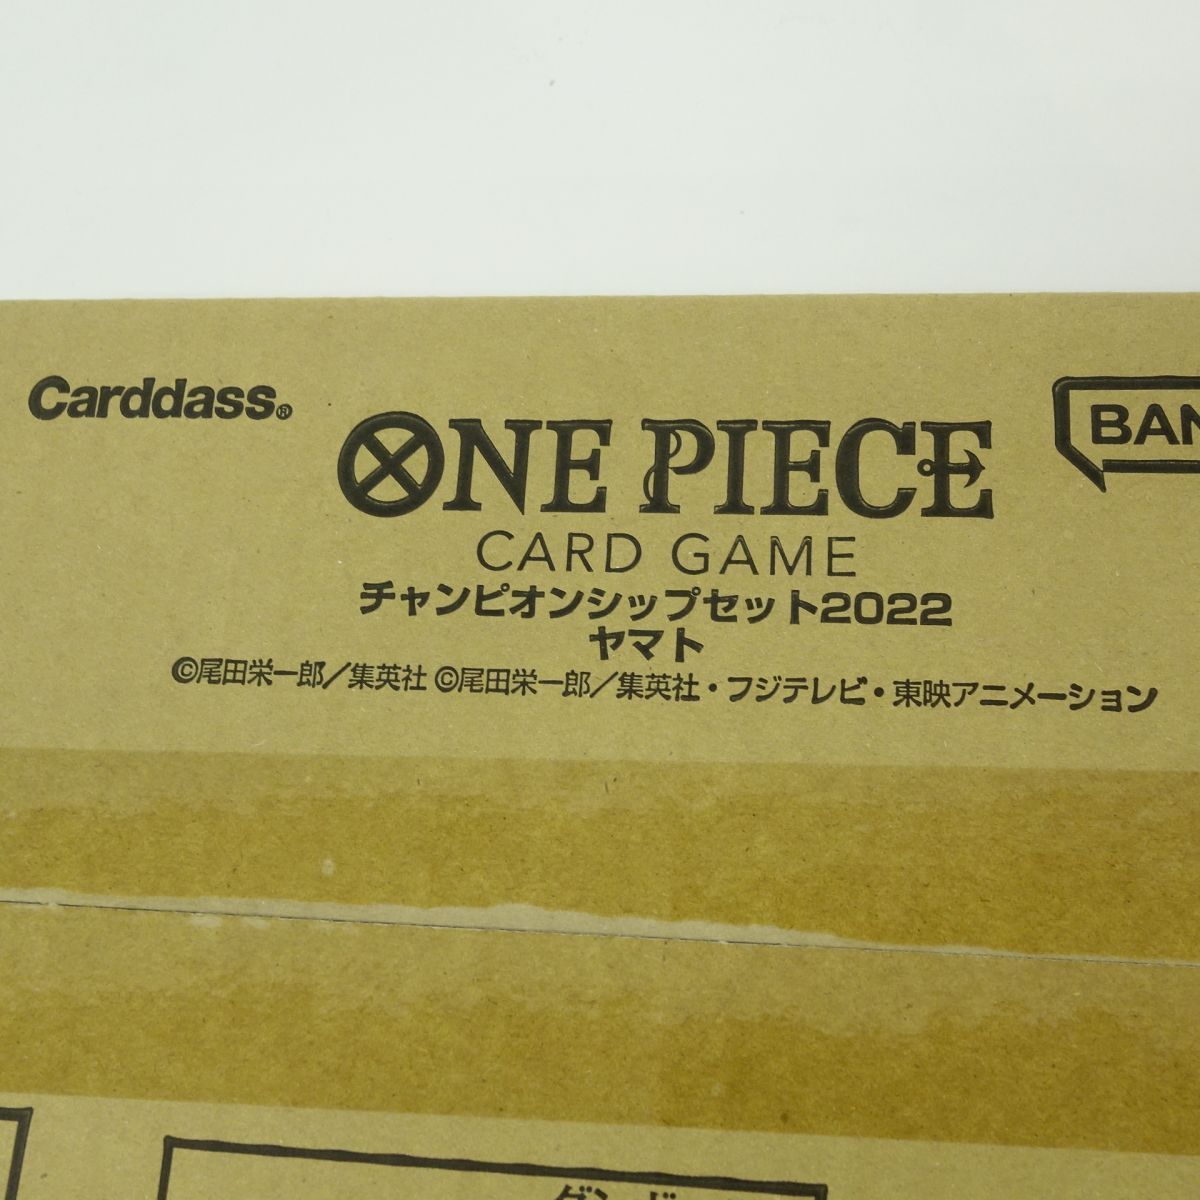 Carddass®
ONE PIECE
CARD GAME
チャンピオンシップセット2022
ヤマト
©尾田栄一郎／集英社 ©尾田栄一郎／集英社・フジテレビ・東映アニメーション
BAN